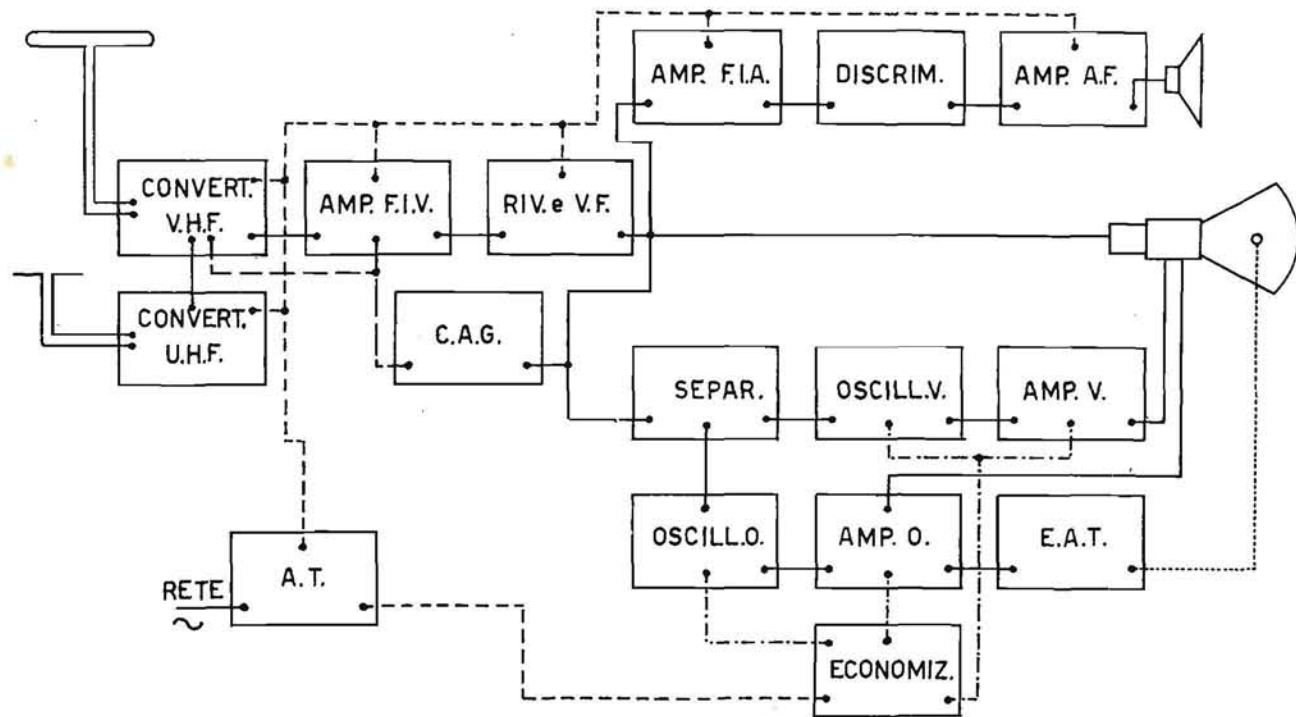 AMP. F.I.A.
DISCRIM.
AMP. A.F.
CONVERT.
V.H.F.
AMP. F.I.V.
RIV. e V.F.
CONVERT.
U.H.F.
C.A.G.
SEPAR.
OSCILL.V.
AMP. V.
OSCILL.O.
AMP. O.
E.A.T.
A.T.
RETE
~
ECONOMIZ.